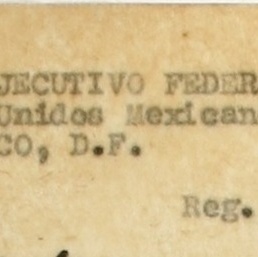 JECUTIVO FEDER
Unidos Mexican
CO, D.F.
Reg.